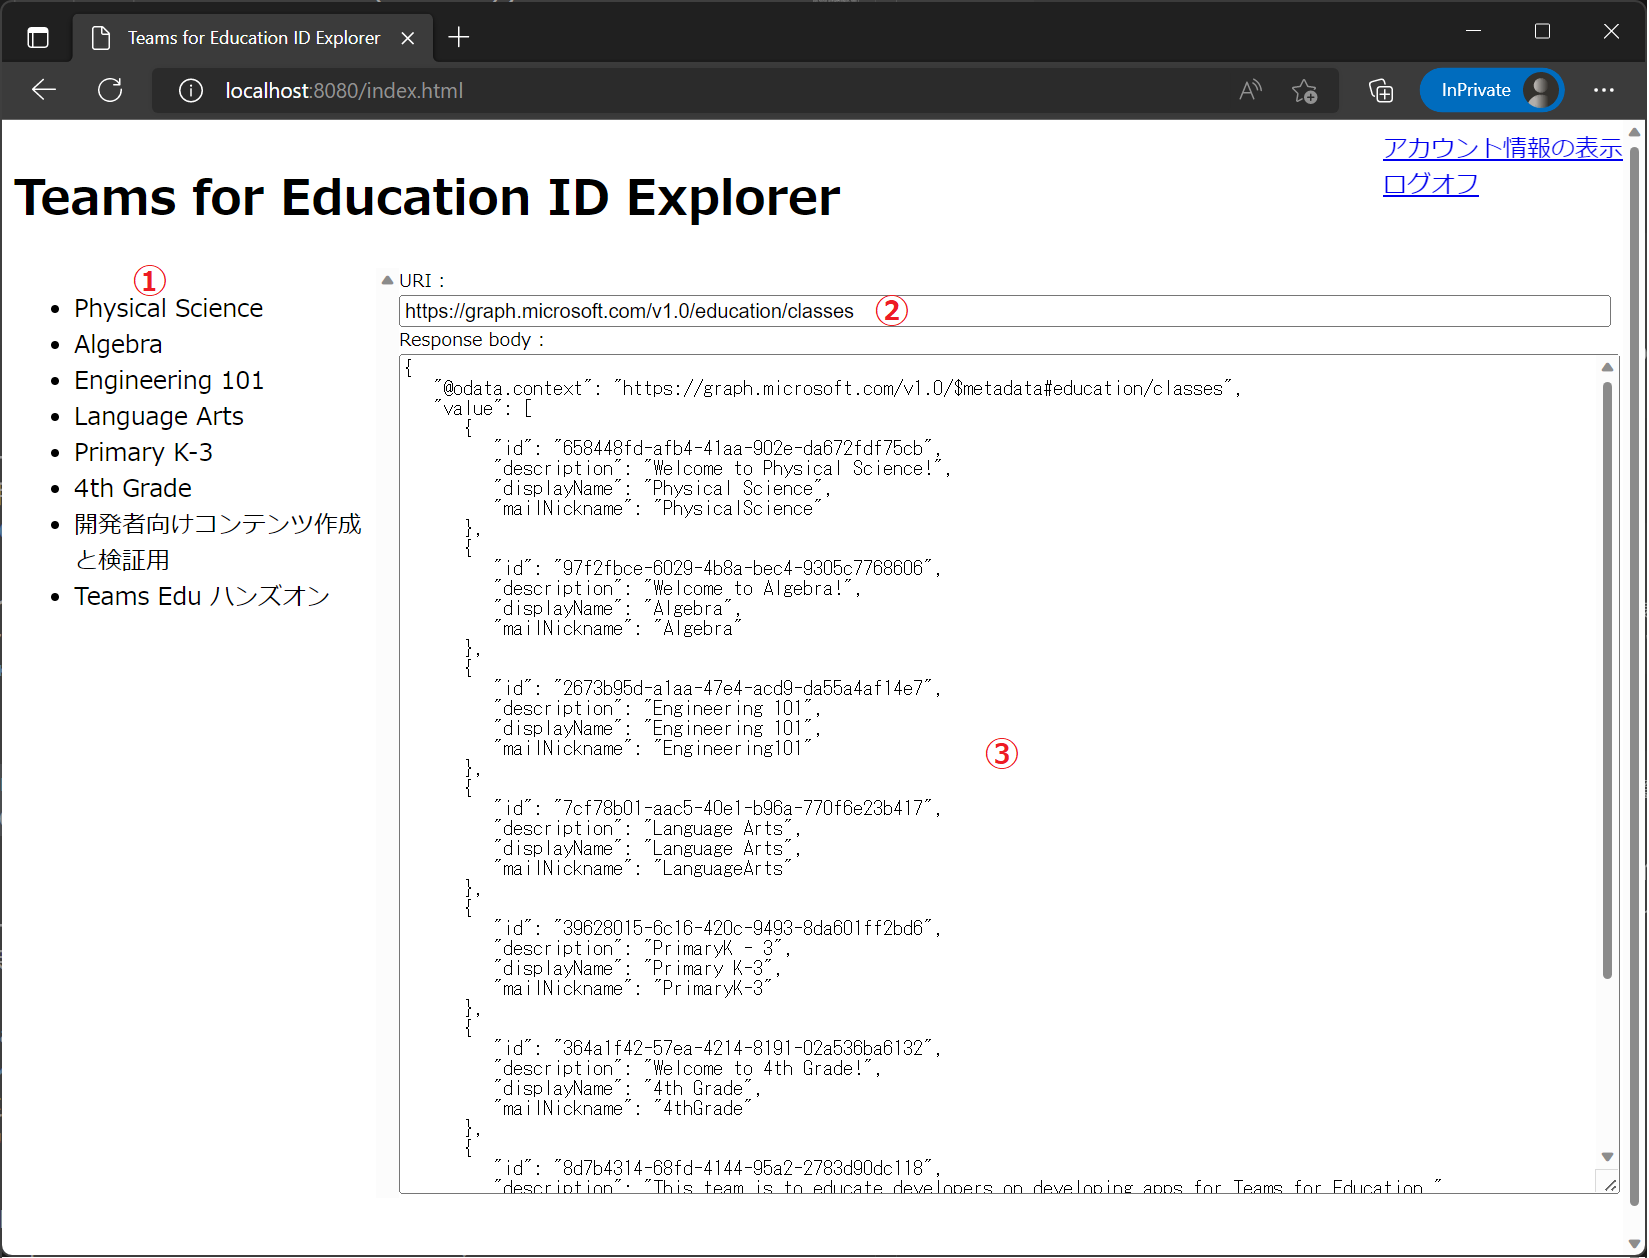 Teams for Education ID Explorer
localhost:8080/index.html
InPrivate
アカウント情報の表示
ログオフ
Teams for Education ID Explorer
①
Physical Science
Algebra
Engineering 101
Language Arts
Primary K-3
4th Grade
開発者向けコンテンツ作成
と検証用
Teams Edu ハンズオン
URI :
https://graph.microsoft.com/v1.0/education/classes ②
Response body :
{
"@odata.context": "https://graph.microsoft.com/v1.0/$metadata#education/classes",
"value": [
{
"id": "658448fd-afb4-41aa-902e-da672fdf75cb",
"description": "Welcome to Physical Science!",
"displayName": "Physical Science",
"mailNickname": "PhysicalScience"
},
{
"id": "97f2fbce-6029-4b8a-bec4-9305c7768606",
"description": "Welcome to Algebra!",
"displayName": "Algebra",
"mailNickname": "Algebra"
},
{
"id": "2673b95d-a1aa-47e4-acd9-da55a4af14e7",
"description": "Engineering 101",
"displayName": "Engineering 101",
"mailNickname": "Engineering101"
③
},
{
"id": "7cf78b01-aac5-40e1-b96a-770f6e23b417",
"description": "Language Arts",
"displayName": "Language Arts",
"mailNickname": "LanguageArts"
},
{
"id": "39628015-6c16-420c-9493-8da601ff2bd6",
"description": "PrimaryK - 3",
"displayName": "Primary K-3",
"mailNickname": "PrimaryK-3"
},
{
"id": "364a1f42-57ea-4214-8191-02a536ba6132",
"description": "Welcome to 4th Grade!",
"displayName": "4th Grade",
"mailNickname": "4thGrade"
},
{
"id": "8d7b4314-68fd-4144-95a2-2783d90dc118",
"description": "This team is to educate developers on developing apps for Teams for Education."